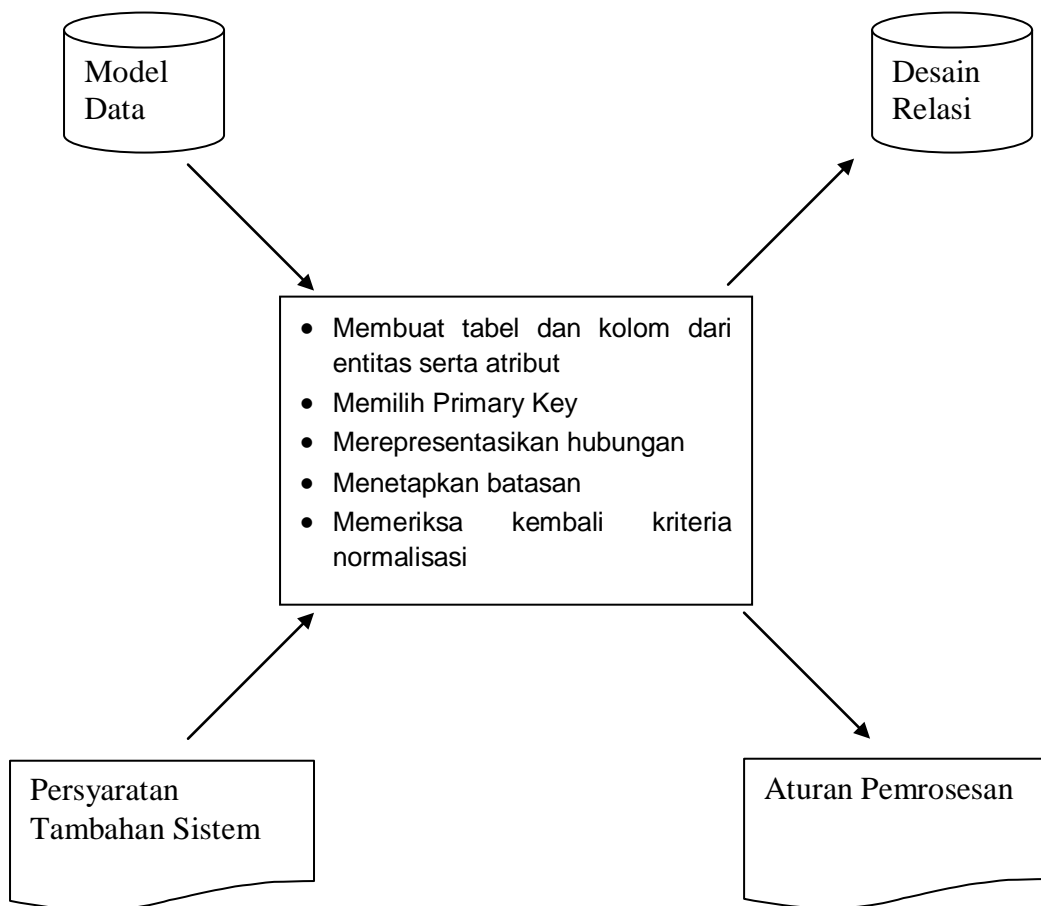 Model
Data
Desain
Relasi
• Membuat tabel dan kolom dari
entitas serta atribut
• Memilih Primary Key
• Merepresentasikan hubungan
• Menetapkan batasan
• Memeriksa kembali kriteria
normalisasi
Persyaratan
Tambahan Sistem
Aturan Pemrosesan